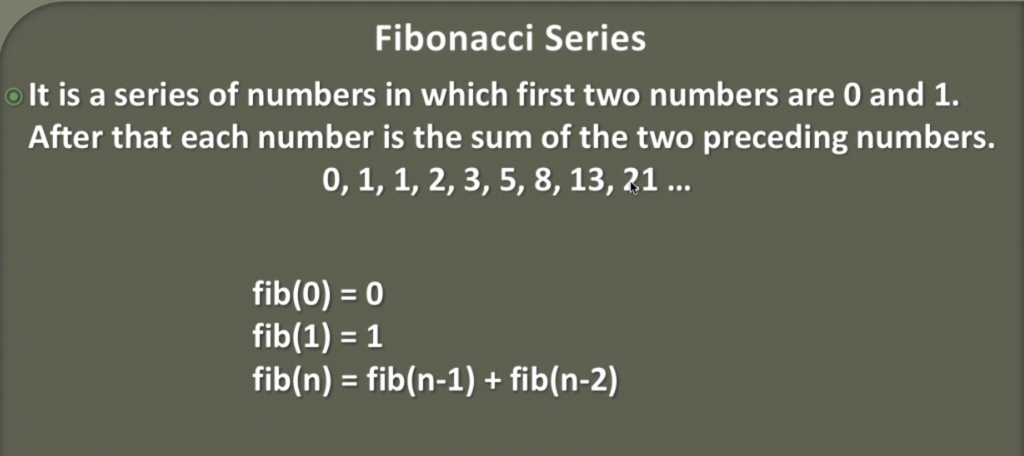 Fibonacci Series
It is a series of numbers in which first two numbers are 0 and 1.
After that each number is the sum of the two preceding numbers.
0, 1, 1, 2, 3, 5, 8, 13, 21 ...
fib(0) = 0
fib(1) = 1
fib(n) = fib(n-1) + fib(n-2)